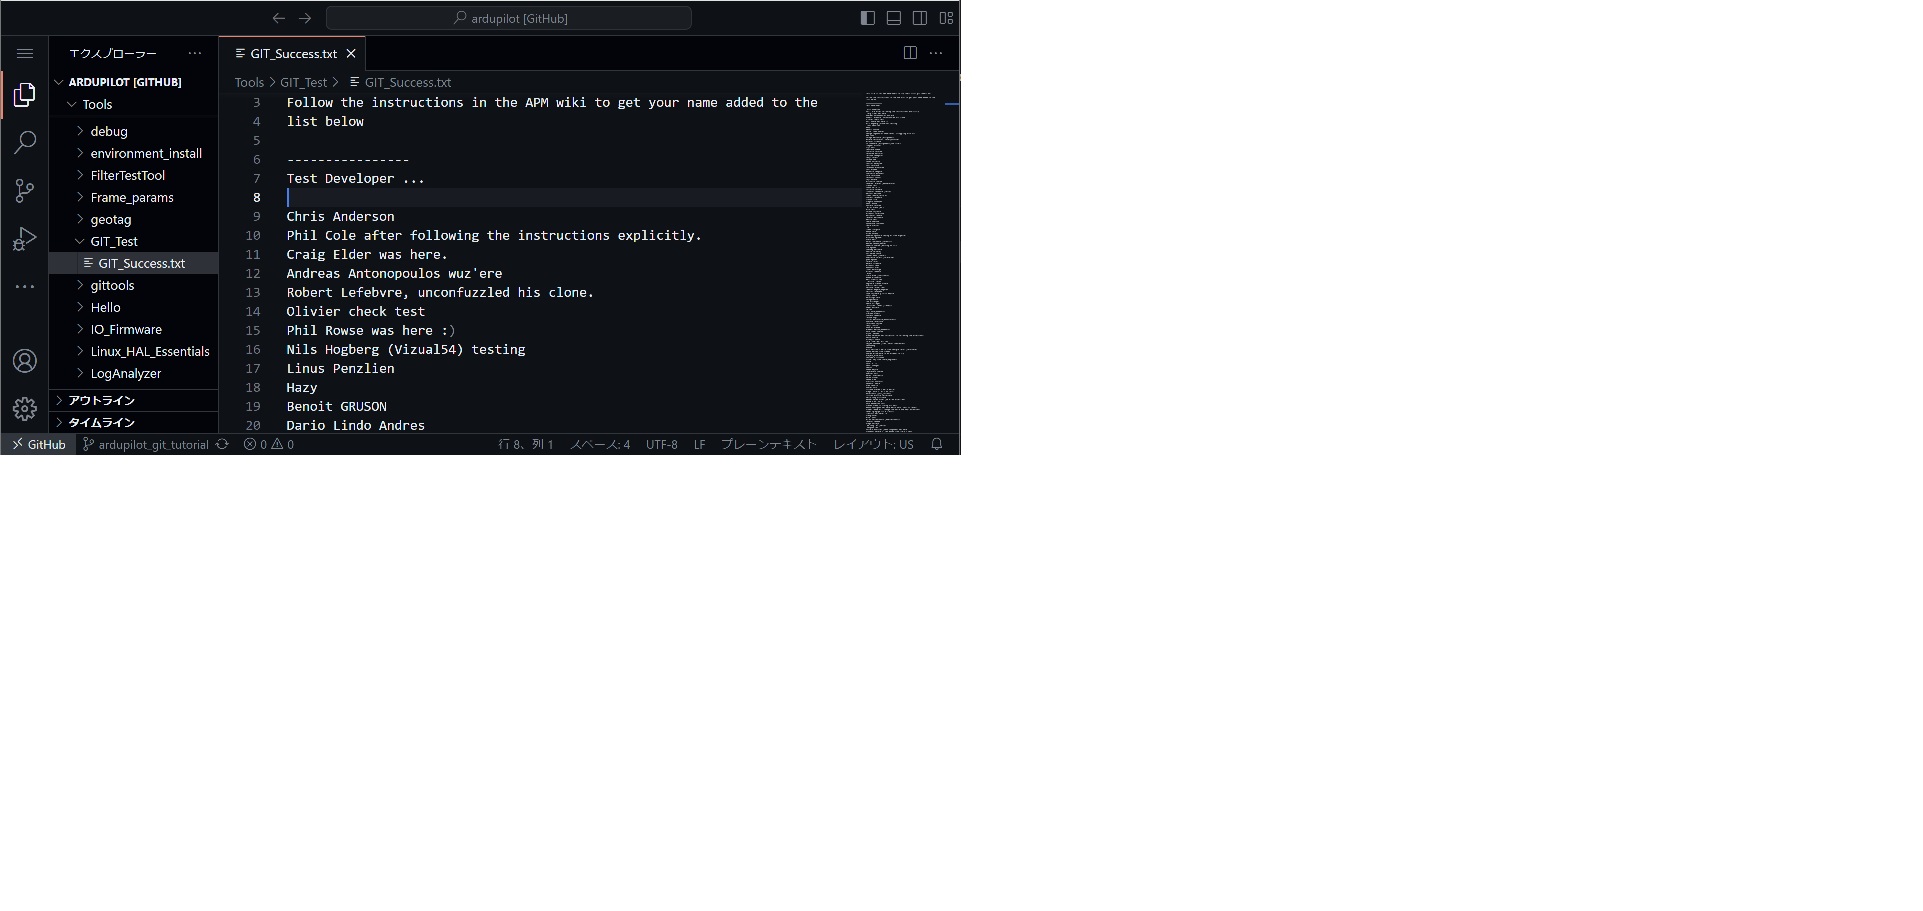 ardupilot [GitHub]
エクスプローラー
GIT_Success.txt
ARDUPILOT [GITHUB]
Tools
debug
environment_install
FilterTestTool
Frame_params
geotag
GIT_Test
GIT_Success.txt
gittools
Hello
IO_Firmware
Linux_HAL_Essentials
LogAnalyzer
アウトライン
タイムライン
Tools > GIT_Test > GIT_Success.txt
3 Follow the instructions in the APM wiki to get your name added to the
4 list below
5
6 ----------------
7 Test Developer ...
8
9 Chris Anderson
10 Phil Cole after following the instructions explicitly.
11 Craig Elder was here.
12 Andreas Antonopoulos wuz'ere
13 Robert Lefebvre, unconfuzzled his clone.
14 Olivier check test
15 Phil Rowse was here :)
16 Nils Hogberg (Vizual54) testing
17 Linus Penzlien
18 Hazy
19 Benoit GRUSON
20 Dario Lindo Andres
GitHub ardupilot_git_tutorial 0 0 行 8、列 1 スペース: 4 UTF-8 LF プレーンテキスト レイアウト: US